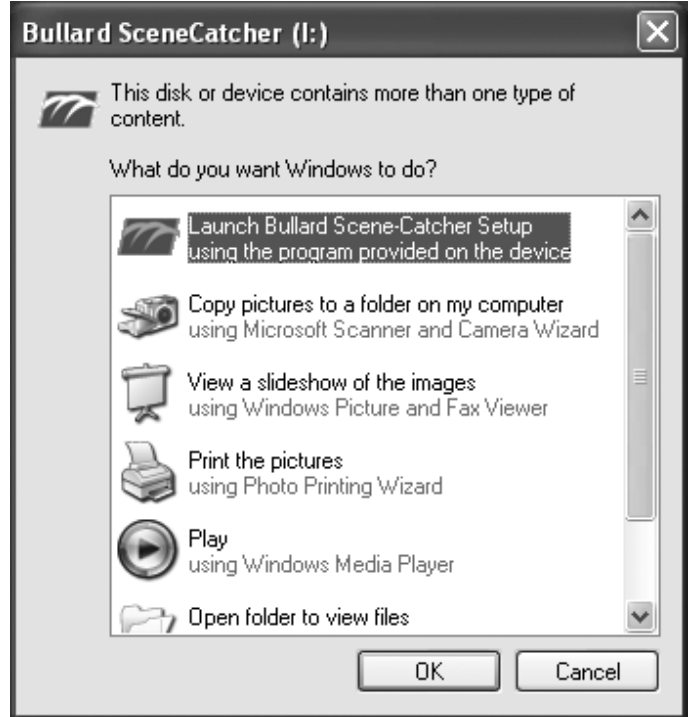 Bullard SceneCatcher (I:)
This disk or device contains more than one type of
content.
What do you want Windows to do?
Launch Bullard Scene-Catcher Setup
using the program provided on the device
Copy pictures to a folder on my computer
using Microsoft Scanner and Camera Wizard
View a slideshow of the images
using Windows Picture and Fax Viewer
Print the pictures
using Photo Printing Wizard
Play
using Windows Media Player
Open folder to view files
OK
Cancel